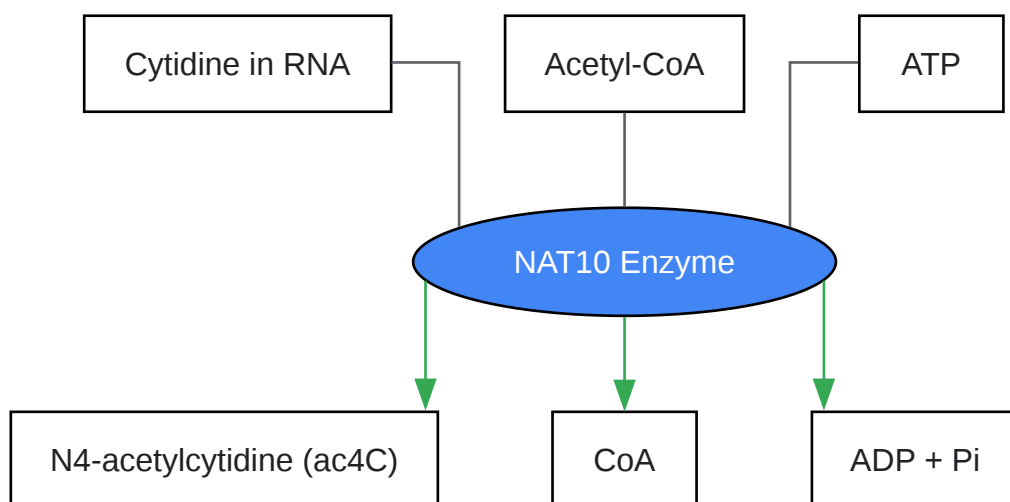 Cytidine in RNA
Acetyl-CoA
ATP
NAT10 Enzyme
N4-acetylcytidine (ac4C)
CoA
ADP + Pi